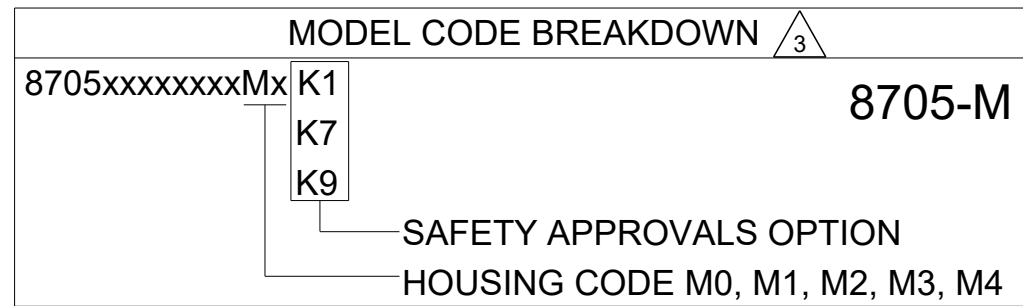 MODEL CODE BREAKDOWN 3
8705xxxxxxxxMx K1
8705-M
K7
K9
SAFETY APPROVALS OPTION
HOUSING CODE M0, M1, M2, M3, M4